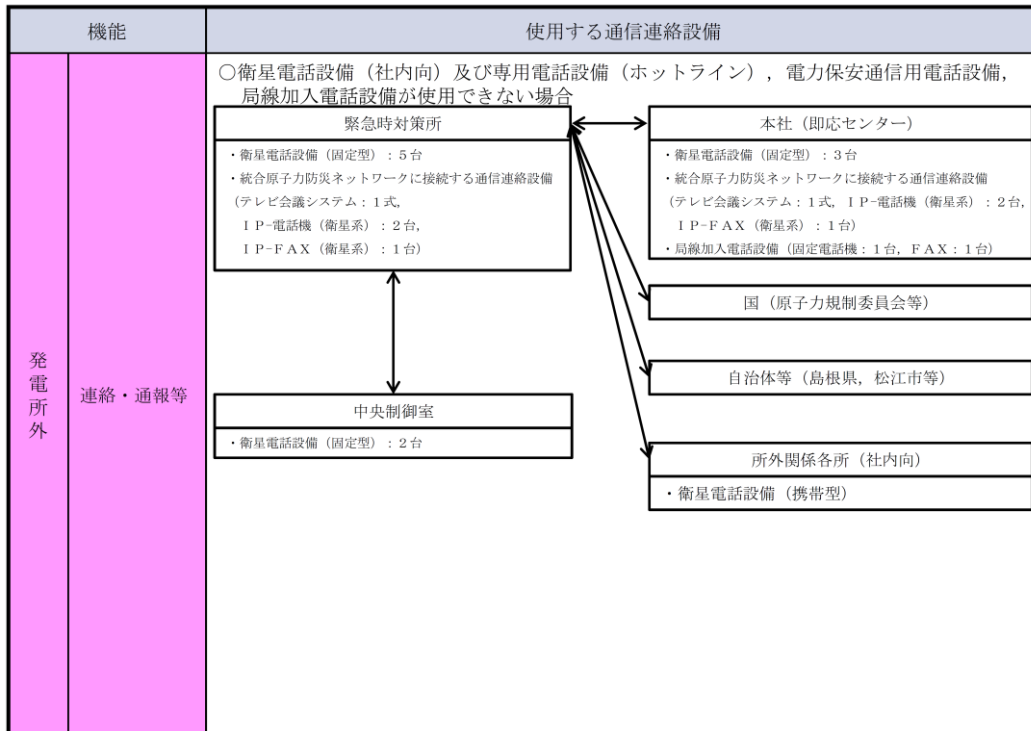 機能
使用する通信連絡設備
発電所外
連絡・通報等
○衛星電話設備（社内向）及び専用電話設備（ホットライン），電力保安通信用電話設備，
局線加入電話設備が使用できない場合
緊急時対策所
・衛星電話設備（固定型）：５台
・統合原子力防災ネットワークに接続する通信連絡設備
（テレビ会議システム：１式，
ＩＰ-電話機（衛星系）：２台，
ＩＰ-FAX（衛星系）：１台）
本社（即応センター）
・衛星電話設備（固定型）：３台
・統合原子力防災ネットワークに接続する通信連絡設備
（テレビ会議システム：１式，ＩＰ-電話機（衛星系）：２台，
ＩＰ-ＦＡＸ（衛星系）：１台）
・局線加入電話設備（固定電話機：１台，ＦＡＸ：１台）
国（原子力規制委員会等）
自治体等（島根県，松江市等）
中央制御室
・衛星電話設備（固定型）：２台
所外関係各所（社内向）
・衛星電話設備（携帯型）